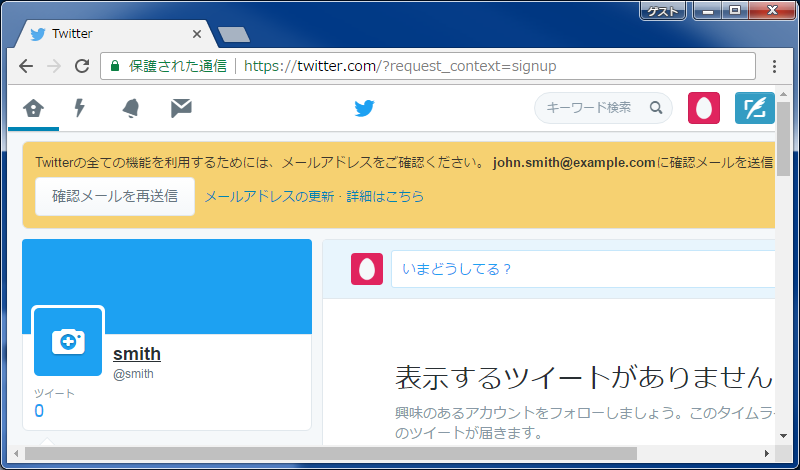 ゲスト
Twitter
保護された通信 https://twitter.com/?request_context=signup
キーワード検索
Twitterの全ての機能を利用するためには、メールアドレスをご確認ください。 john.smith@example.comに確認メールを送信
確認メールを再送信 メールアドレスの更新・詳細はこちら
いまどうしてる？
smith
@smith
ツイート
0
表示するツイートがありません
興味のあるアカウントをフォローしましょう。このタイムラ
のツイートが届きます。